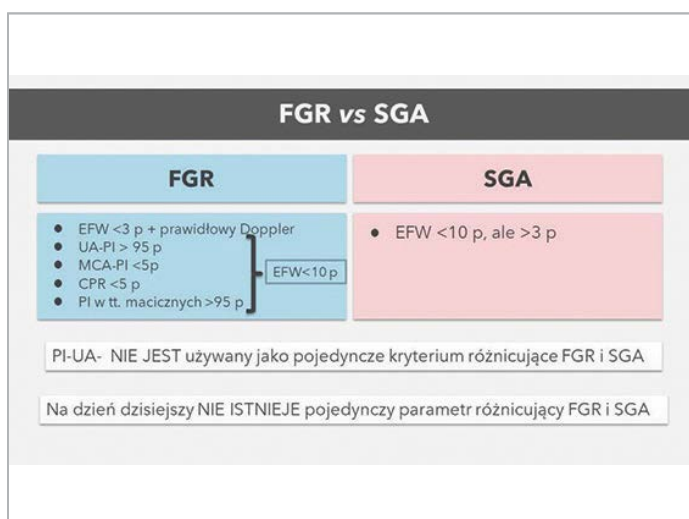 FGR vs SGA
FGR
SGA
● EFW <3 p + prawidłowy Doppler
● UA-PI > 95 p
● MCA-PI <5p
● CPR <5 p
● PI w tt. macicznych >95 p
EFW<10 p
● EFW <10 p, ale >3 p
PI-UA- NIE JEST używany jako pojedyncze kryterium różnicujące FGR i SGA
Na dzień dzisiejszy NIE ISTNIEJE pojedynczy parametr różnicujący FGR i SGA